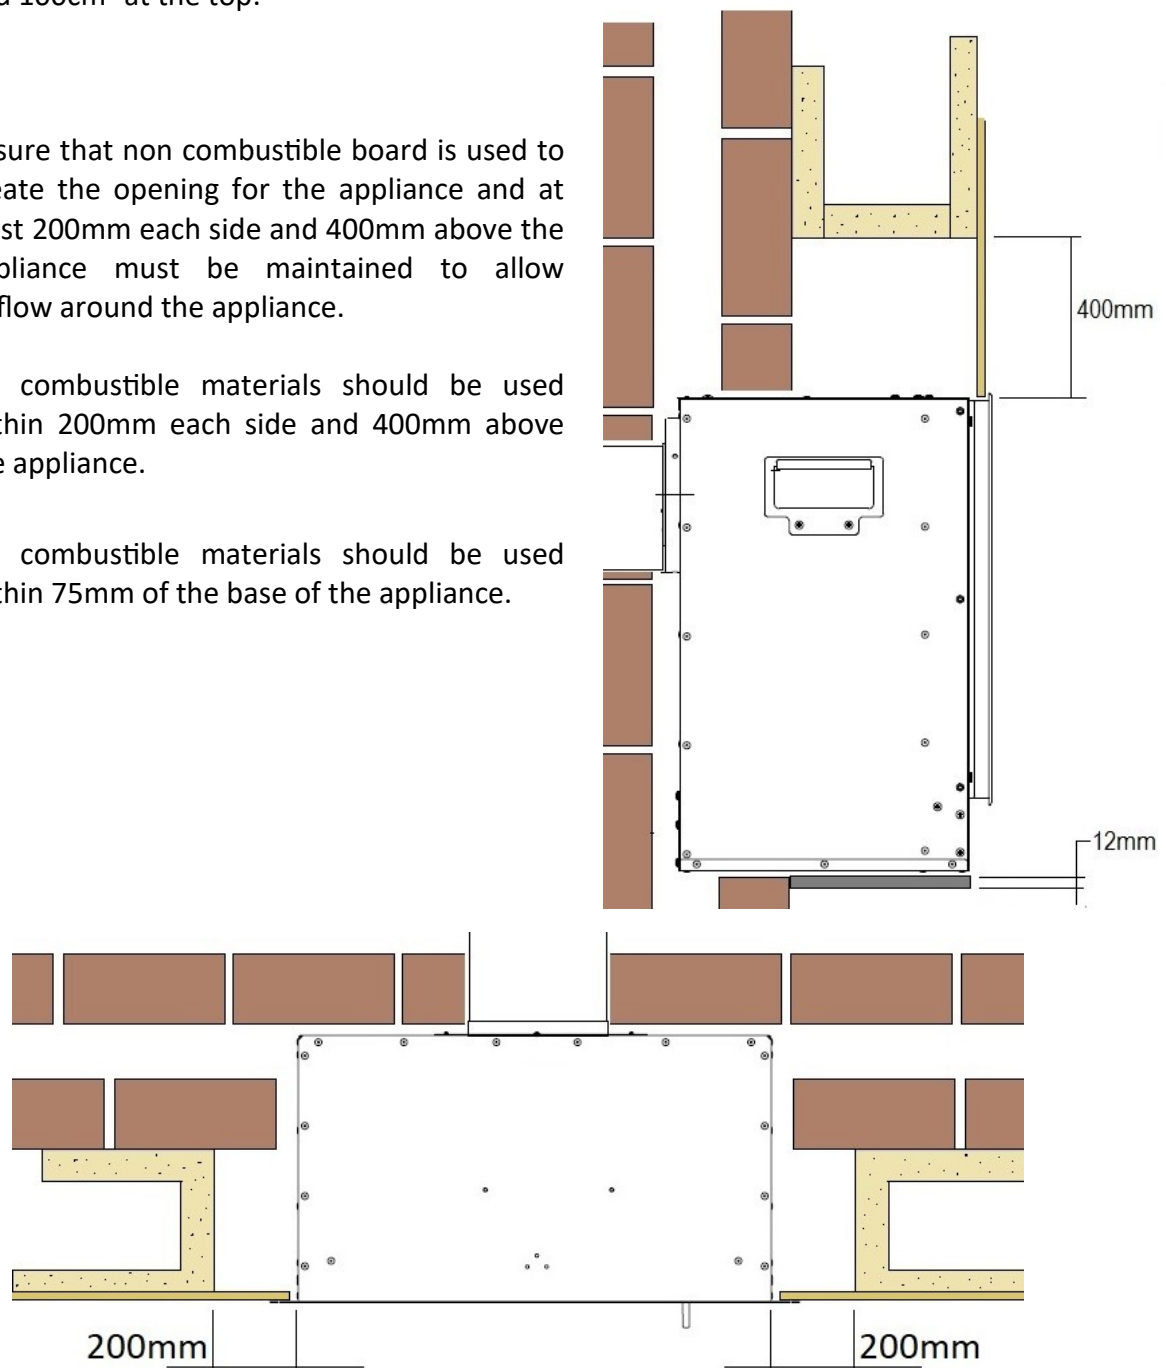 d 100cm at the top.
sure that non combustible board is used to
eate the opening for the appliance and at
st 200mm each side and 400mm above the
pliance must be maintained to allow
flow around the appliance.
combustible materials should be used
thin 200mm each side and 400mm above
e appliance.
combustible materials should be used
thin 75mm of the base of the appliance.
400mm
12mm
200mm
200mm